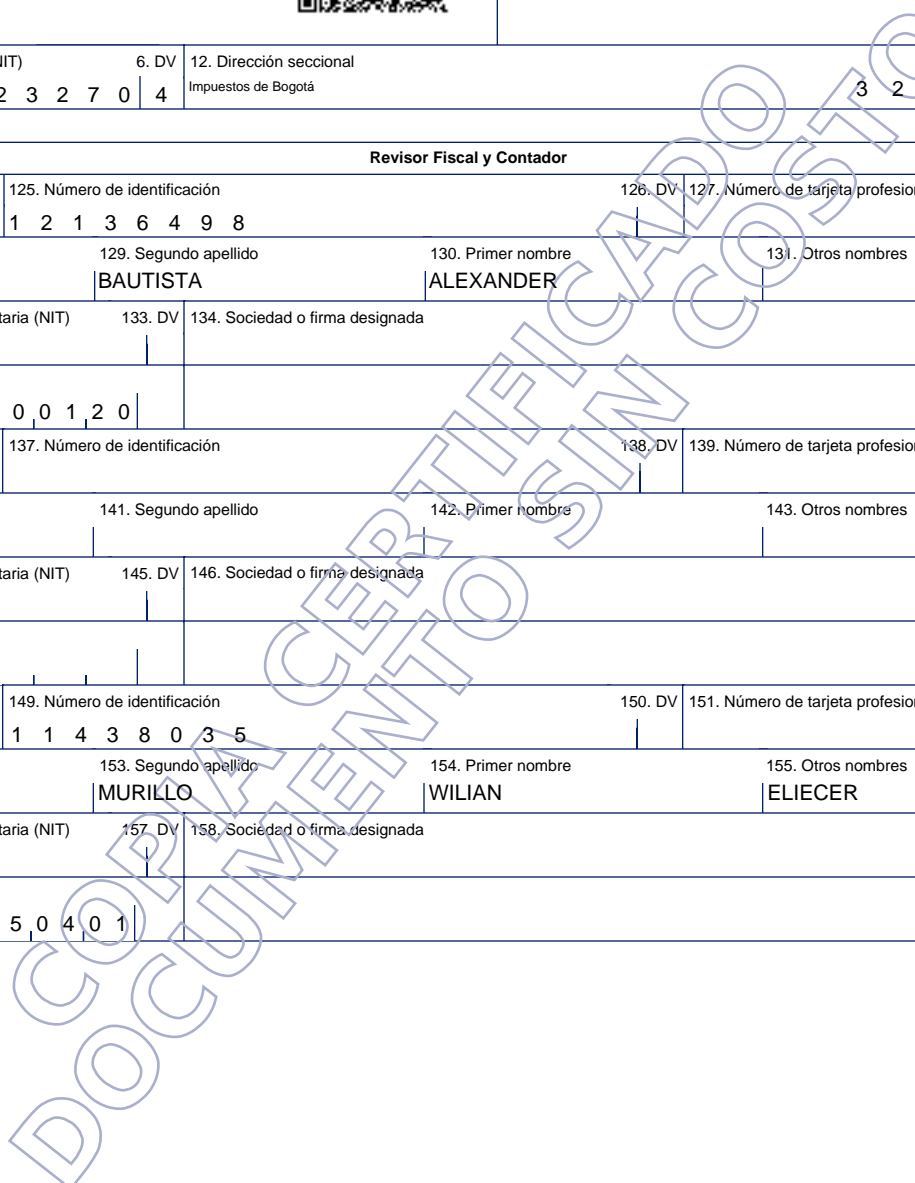 IIT) 6. DV 12. Dirección seccional
2 3 2 7 0 4 Impuestos de Bogotá 3 2
Revisor Fiscal y Contador
125. Número de identificación 126. DV 127. Número de tarjeta profesion
1 2 1 3 6 4 9 8
129. Segundo apellido 130. Primer nombre 131. Otros nombres
BAUTISTA ALEXANDER
taria (NIT) 133. DV 134. Sociedad o firma designada
0 0 1 2 0
137. Número de identificación 138. DV 139. Número de tarjeta profesion
141. Segundo apellido 142. Primer nombre 143. Otros nombres
taria (NIT) 145. DV 146. Sociedad o firma designada
149. Número de identificación 150. DV 151. Número de tarjeta profesion
1 1 4 3 8 0 3 5
153. Segundo apellido 154. Primer nombre 155. Otros nombres
MURILLO WILIAN ELIECER
taria (NIT) 157. DV 158. Sociedad o firma designada
5 0 4 0 1
COPIA CERTIFICADO
DOCUMENTO SIN COSTO